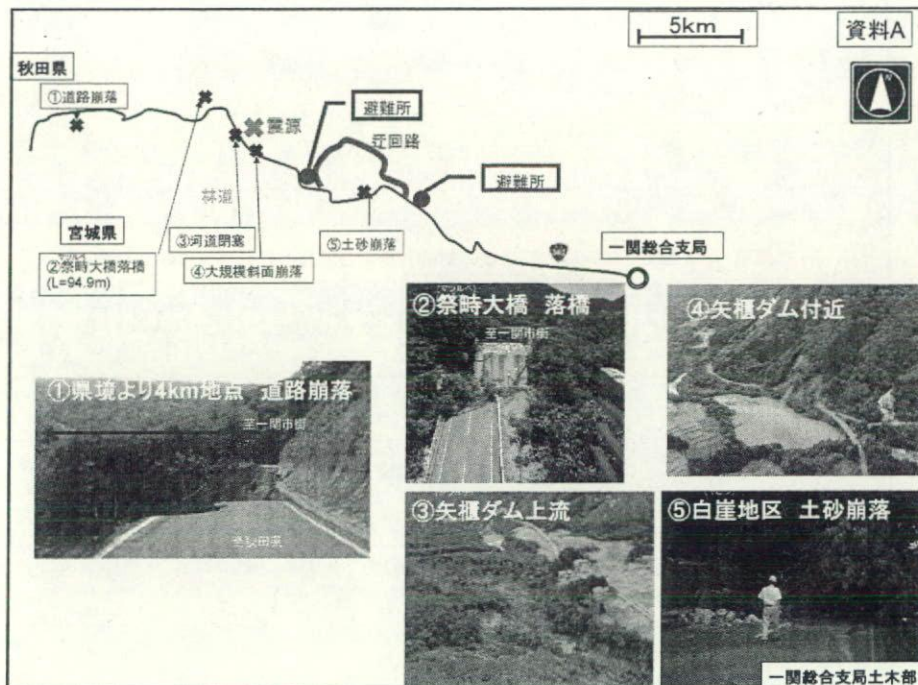 5km
資料A
秋田県
①道路崩落
震源
避難所
迂回路
避難所
林道
宮城県
②祭畤大橋落橋
(L=94.9m)
③河道閉塞
④大規模斜面崩落
⑤土砂崩落
一関総合支局
②祭畤大橋 落橋
至一関市街
④矢櫃ダム付近
①県境より4km地点 道路崩落
至一関市街
至秋田県
③矢櫃ダム上流
⑤白崖地区 土砂崩落
一関総合支局土木部